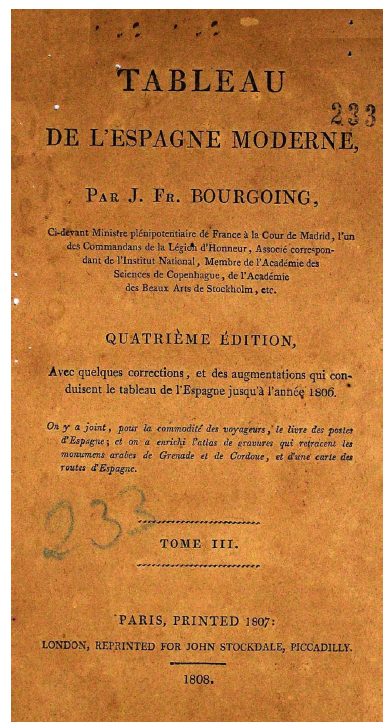 TABLEAU
233
DE L'ESPAGNE MODERNE,
PAR J. FR. BOURGOING,
Ci-devant Ministre plénipotentiaire de France à la Cour de Madrid, l'un
des Commandans de la Légion d'Honneur, Associé correspon-
dant de l'Institut National, Membre de l'Académie des
Sciences de Copenhague, de l'Académie
des Beaux Arts de Stockholm, etc.
QUATRIÈME ÉDITION,
Avec quelques corrections, et des augmentations qui con-
duisent le tableau de l'Espagne jusqu'à l'année 1806.
On y a joint, pour la commodité des voyageurs, le livre des postes
d'Espagne; et on a enrichi l'atlas de gravures qui retracent les
monumens arabes de Grenade et de Cordoue, et d'une carte des
routes d'Espagne.
233
TOME III.
PARIS, PRINTED 1807:
LONDON, REPRINTED FOR JOHN STOCKDALE, PICCADILLY.
1808.